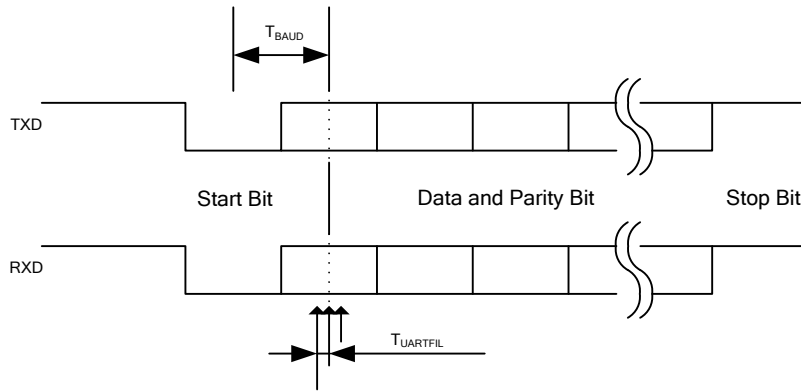 TBAUD
TXD
Start Bit
Data and Parity Bit
Stop Bit
RXD
TUARTFIL